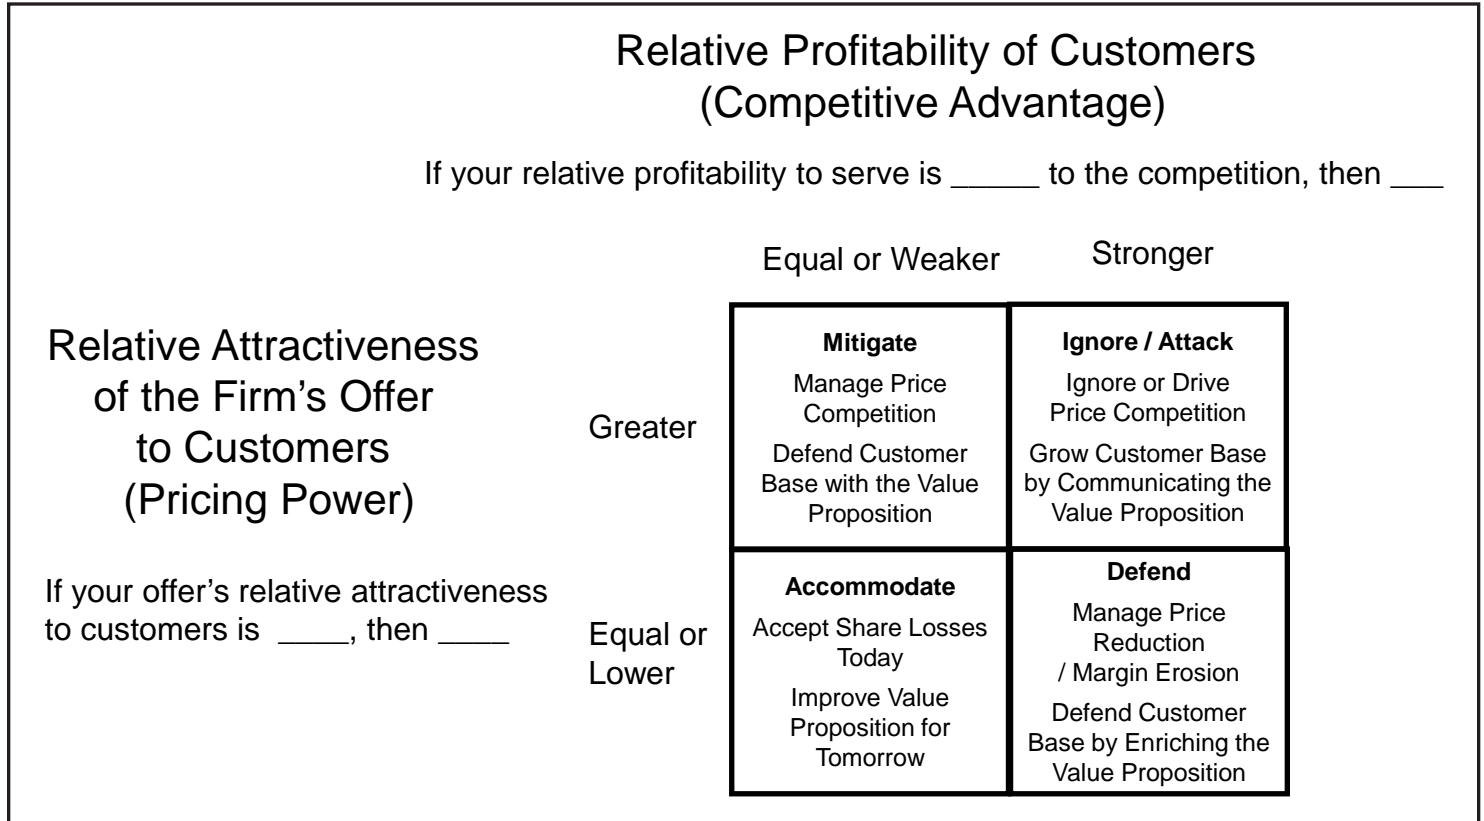 Relative Profitability of Customers
(Competitive Advantage)
If your relative profitability to serve is _____ to the competition, then ___
Equal or Weaker
Stronger
Relative Attractiveness
of the Firm's Offer
to Customers
(Pricing Power)
If your offer's relative attractiveness
to customers is ____, then ____
Greater
Mitigate
Manage Price
Competition
Defend Customer
Base with the Value
Proposition
Ignore / Attack
Ignore or Drive
Price Competition
Grow Customer Base
by Communicating the
Value Proposition
Equal or
Lower
Accommodate
Accept Share Losses
Today
Improve Value
Proposition for
Tomorrow
Defend
Manage Price
Reduction
/ Margin Erosion
Defend Customer
Base by Enriching the
Value Proposition